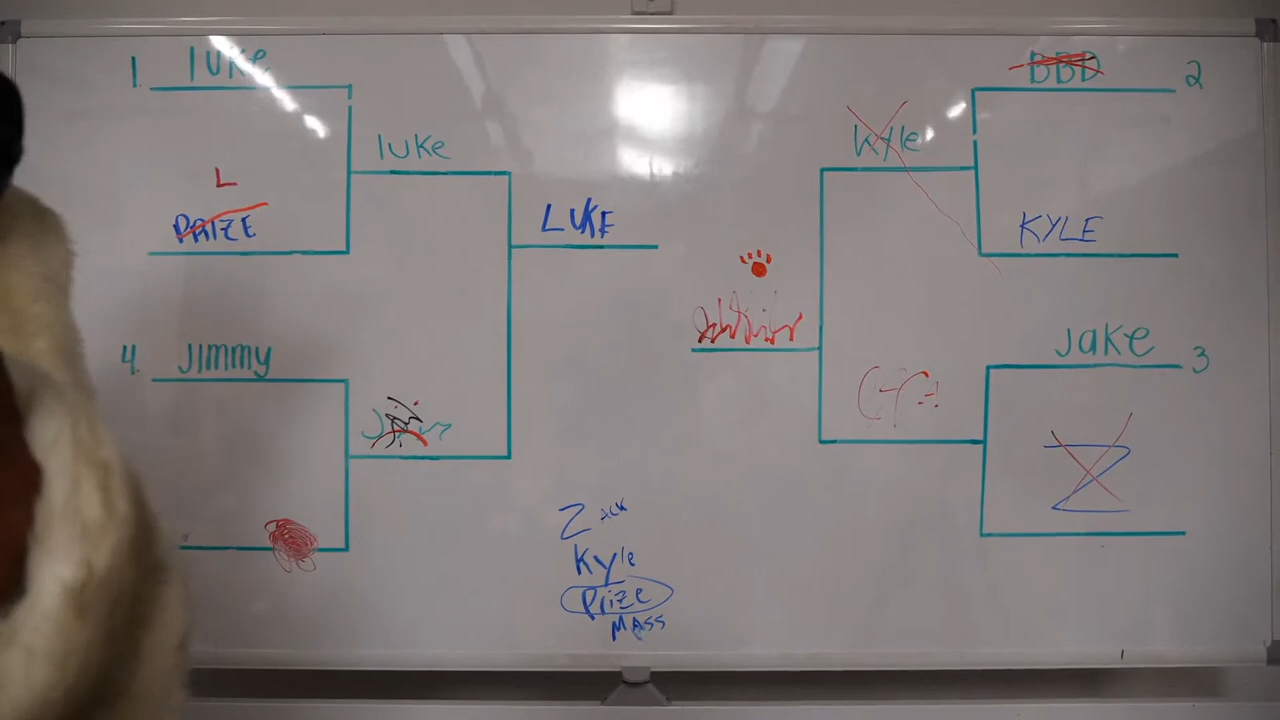 1. luke
luke
L
PRIZE
LUKE
4. Jimmy
BBD 2
Kyle
KYLE
Jake 3
Z
Zack
Kyle
Prize
MASS